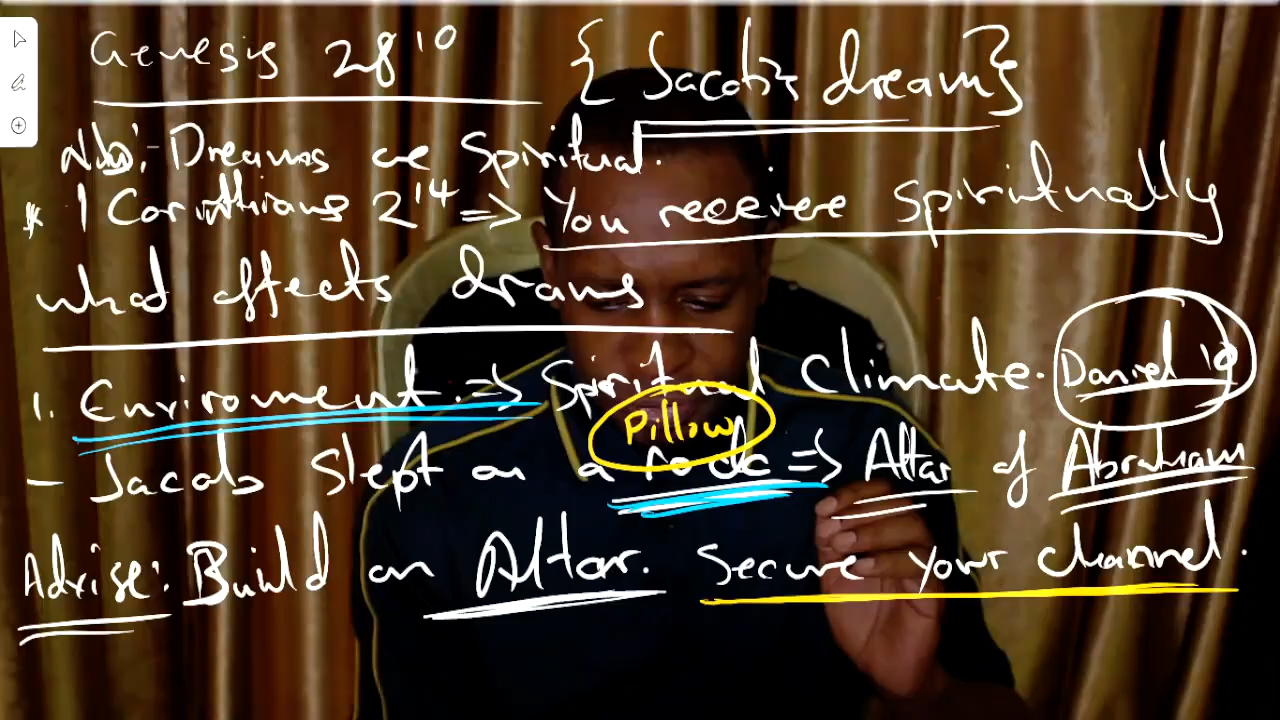 Genesis 28¹⁰ { Jacob's dream}
Nb:- Dreams are Spiritual.
* 1 Corinthians 2¹⁴ => You receive spiritually
what affects drams
1. Enviroment. => Spiritual Climate. Daniel 10
Pillow
- Jacob Slept on a rock => Altar of Abraham
Advise: Build an Altar. Secure your channel.